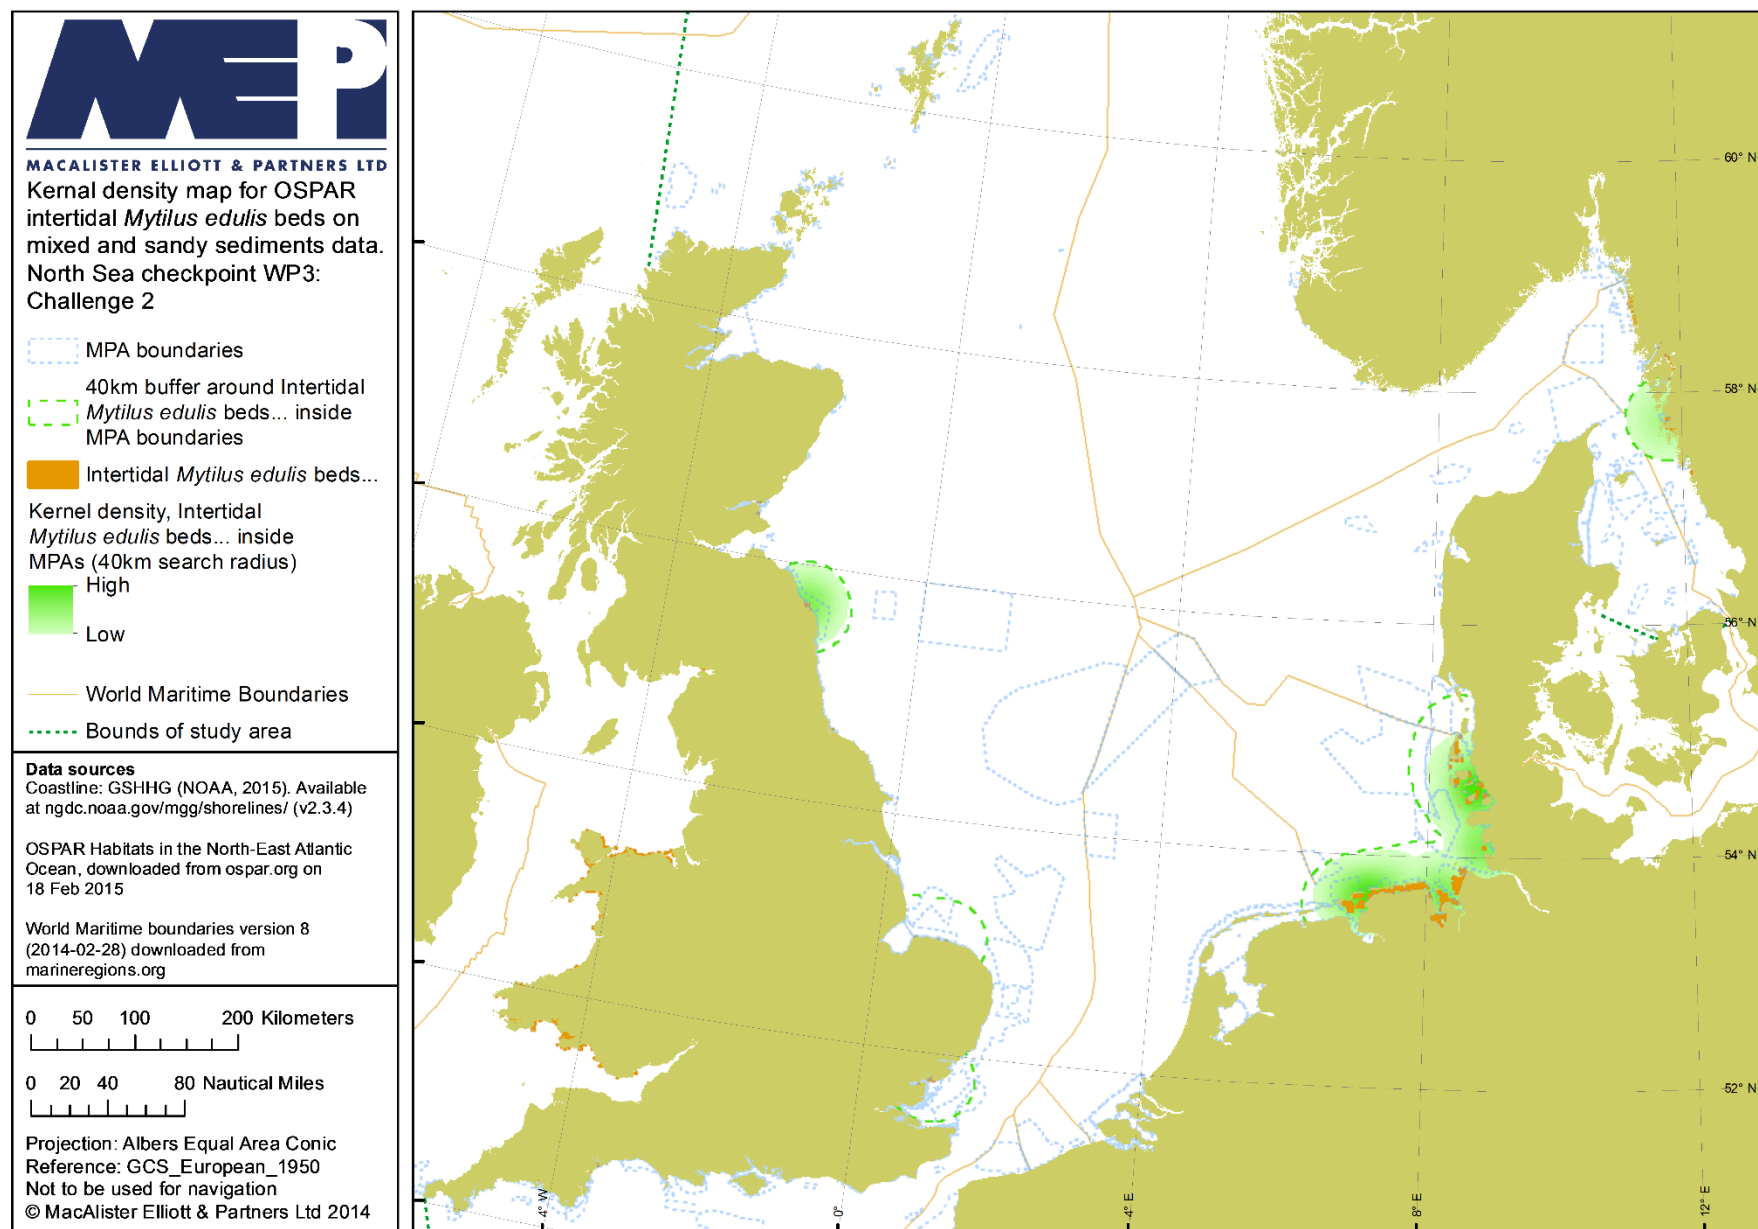 MEP
MACALISTER ELLIOTT & PARTNERS LTD
Kernal density map for OSPAR
intertidal Mytilus edulis beds on
mixed and sandy sediments data.
North Sea checkpoint WP3:
Challenge 2
MPA boundaries
40km buffer around Intertidal
Mytilus edulis beds... inside
MPA boundaries
Intertidal Mytilus edulis beds...
Kernel density, Intertidal
Mytilus edulis beds... inside
MPAs (40km search radius)
High
Low
World Maritime Boundaries
Bounds of study area
Data sources
Coastline: GSHHG (NOAA, 2015). Available
at ngdc.noaa.gov/mgg/shorelines/ (v2.3.4)
OSPAR Habitats in the North-East Atlantic
Ocean, downloaded from ospar.org on
18 Feb 2015
World Maritime boundaries version 8
(2014-02-28) downloaded from
marineregions.org
0 50 100 200 Kilometers
0 20 40 80 Nautical Miles
Projection: Albers Equal Area Conic
Reference: GCS_European_1950
Not to be used for navigation
© MacAlister Elliott & Partners Ltd 2014
60° N
58° N
56° N
54° N
52° N
4° W
0°
4° E
8° E
12° E